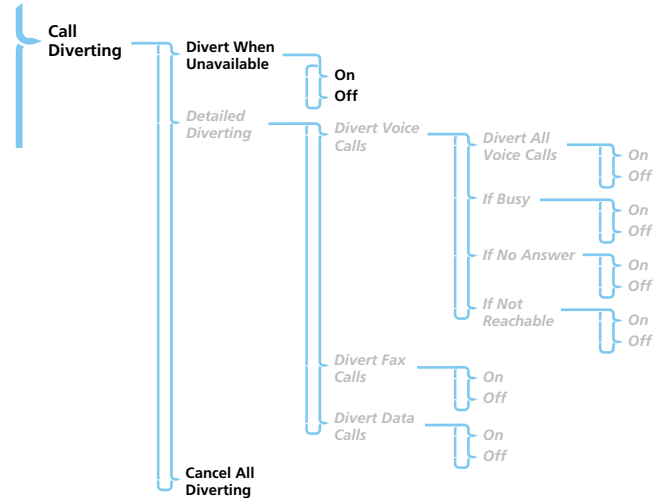 Call
Diverting
Divert When
Unavailable
On
Off
Detailed
Diverting
Divert Voice
Calls
Divert All
Voice Calls
On
Off
If Busy
On
Off
If No Answer
On
Off
If Not
Reachable
On
Off
Divert Fax
Calls
On
Off
Divert Data
Calls
On
Off
Cancel All
Diverting